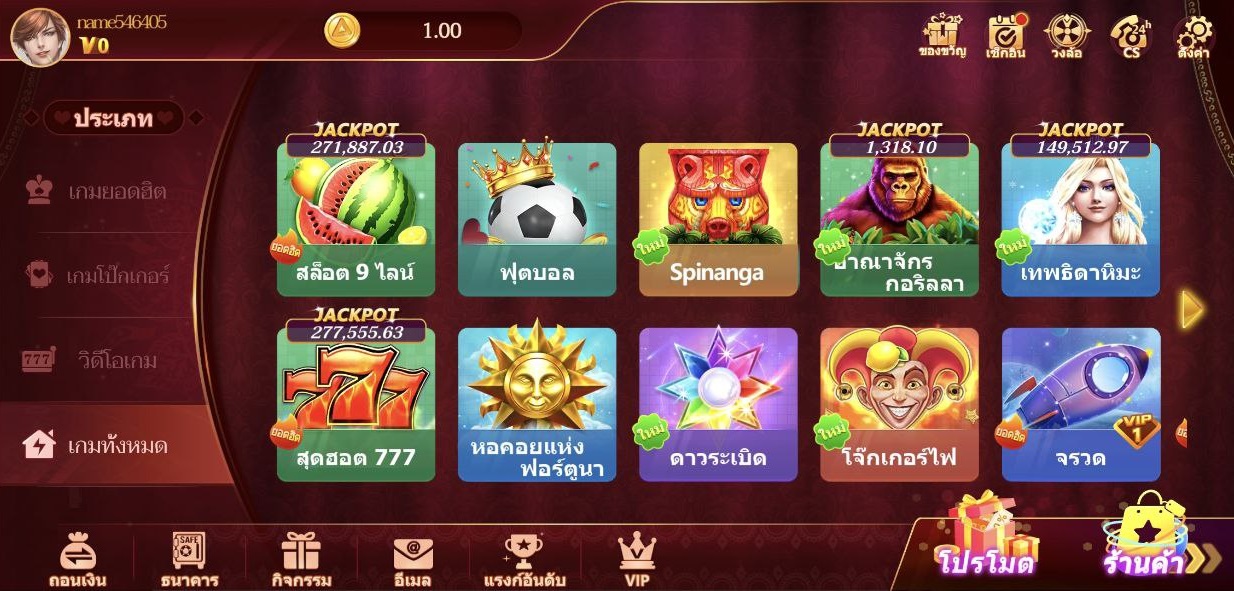 name546405
V0
1.00
ของขวัญ
เช็กอิน
วงล้อ
24h
CS
ตั้งค่า
ประเภท
เกมยอดฮิต
เกมโป๊กเกอร์
777
วิดีโอเกม
เกมทั้งหมด
JACKPOT
271,887.03
ยอดฮิต
สล็อต 9 ไลน์
ฟุตบอล
ใหม่
Spinanga
JACKPOT
1,318.10
ใหม่
อาณาจักร
กอริลลา
JACKPOT
149,512.97
ใหม่
เทพธิดาหิมะ
JACKPOT
277,555.63
777
ยอดฮิต
สุดฮอต 777
หอคอยแห่ง
ฟอร์ตูนา
ใหม่
ดาวระเบิด
ใหม่
โจ๊กเกอร์ไฟ
ยอดฮิต
VIP
1
จรวด
ถอนเงิน
SAFE
ธนาคาร
กิจกรรม
อีเมล
แรงก์อันดับ
VIP
โปรโมด
ร้านค้า